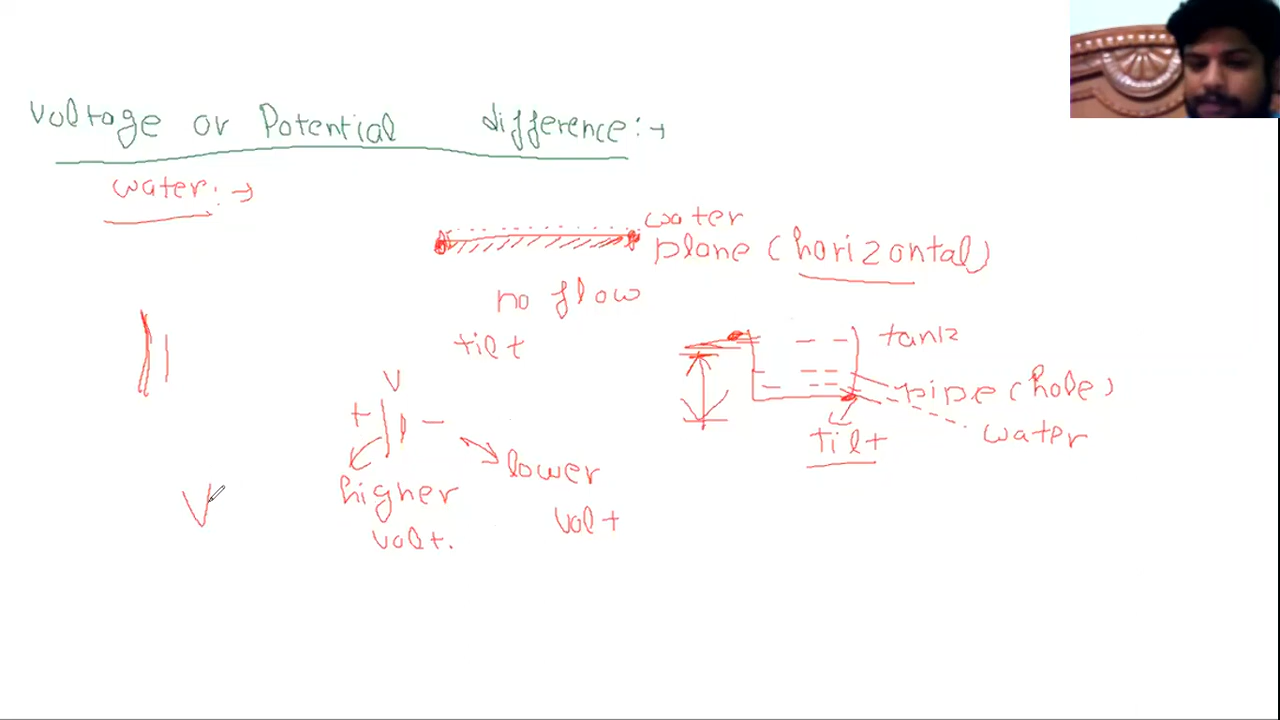 Voltage or Potential difference:→
water:→
water
plane (horizontal)
no flow
tilt
tank
pipe (hole)
water
tilt
V
+ -
higher
volt.
lower
volt
V